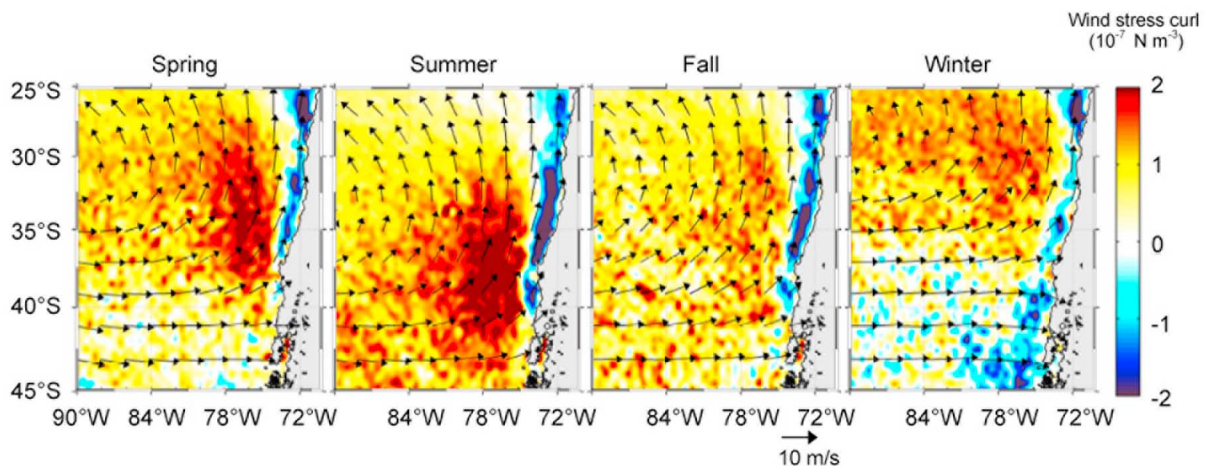 Wind stress curl
(10⁻⁷ N m⁻³)
Spring Summer Fall Winter
25°S
30°S
35°S
40°S
45°S
90°W 84°W 78°W 72°W 84°W 78°W 72°W 84°W 78°W 72°W 84°W 78°W 72°W
2
1
0
-1
-2
10 m/s